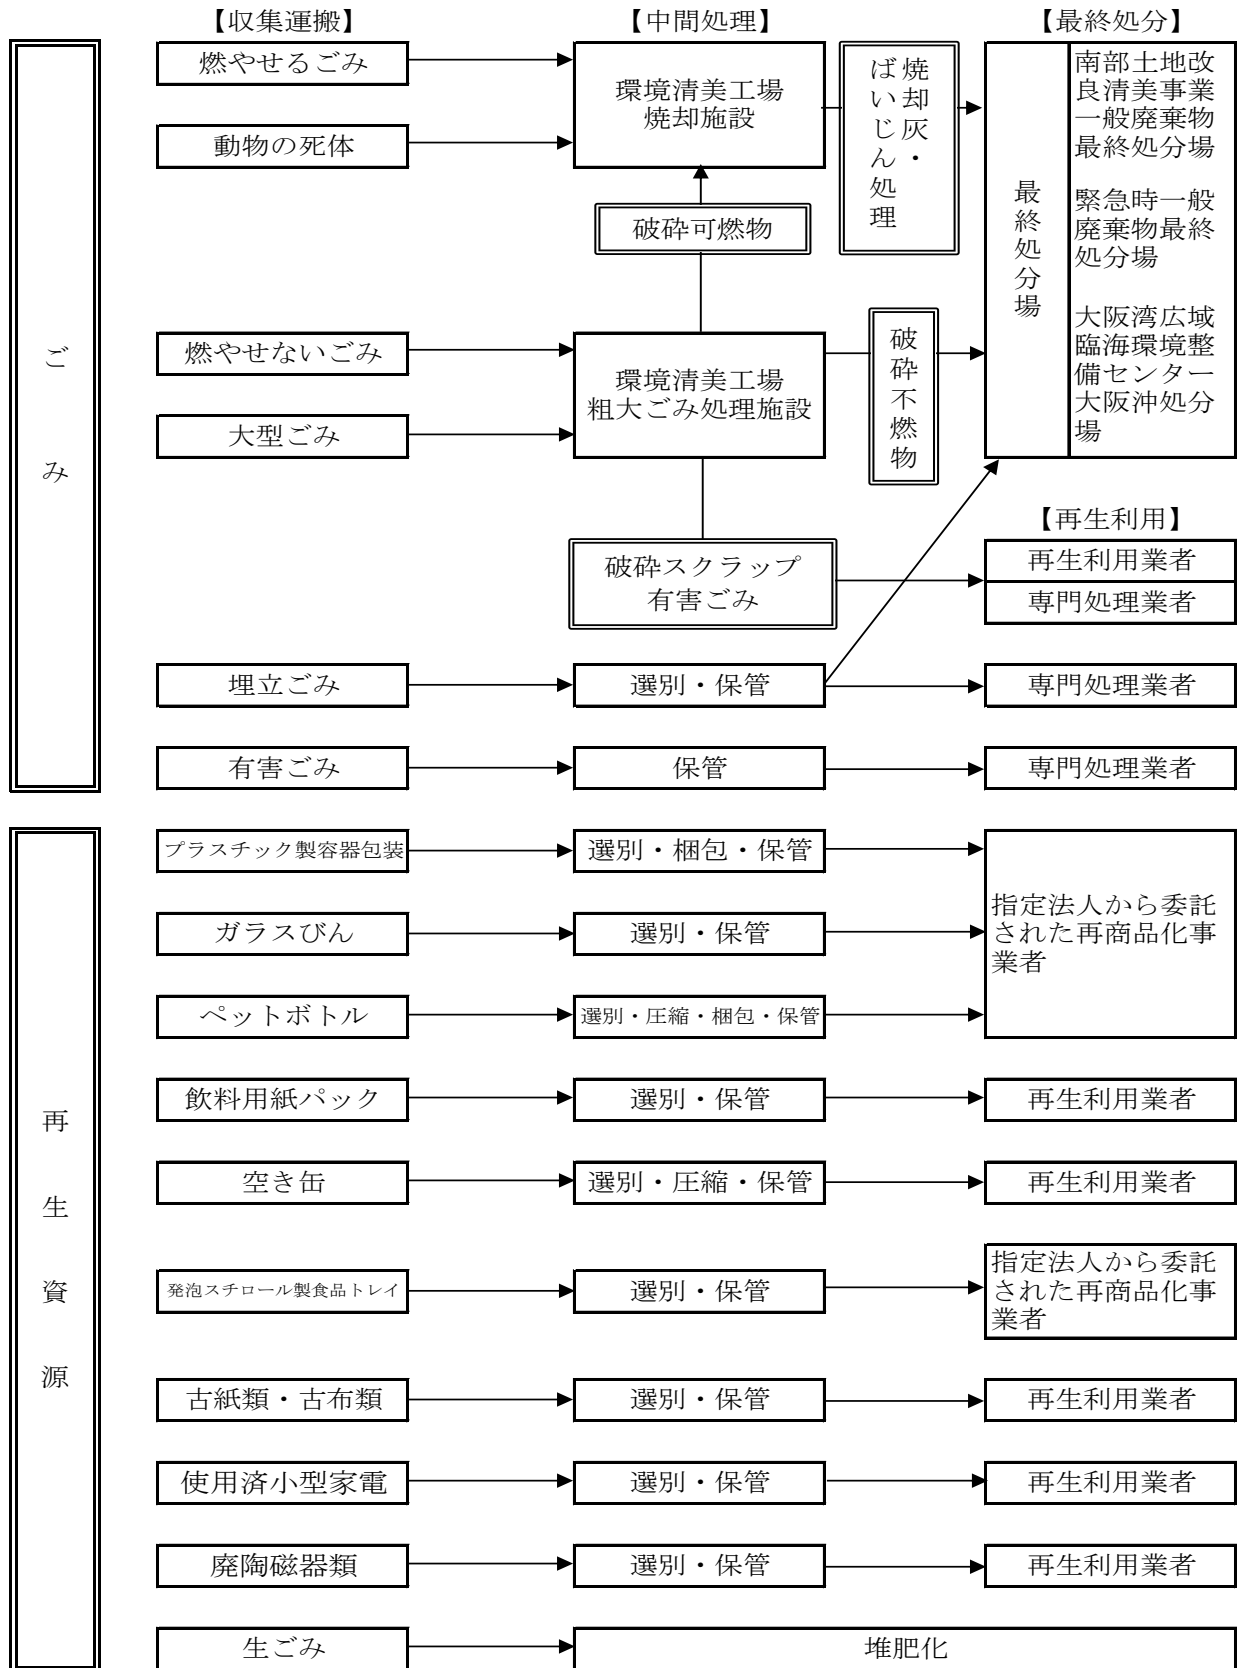 【収集運搬】
【中間処理】
【最終処分】
ごみ
燃やせるごみ
動物の死体
環境清美工場
焼却施設
焼却灰・
ばいじん処理
最終処分場
南部土地改
良清美事業
一般廃棄物
最終処分場
緊急時一般
廃棄物最終
処分場
大阪湾広域
臨海環境整
備センター
大阪沖処分
場
破砕可燃物
燃やせないごみ
大型ごみ
環境清美工場
粗大ごみ処理施設
破砕不燃物
【再生利用】
破砕スクラップ
有害ごみ
再生利用業者
専門処理業者
埋立ごみ
選別・保管
専門処理業者
有害ごみ
保管
専門処理業者
再生資源
プラスチック製容器包装
選別・梱包・保管
指定法人から委託
された再商品化事
業者
ガラスびん
選別・保管
ペットボトル
選別・圧縮・梱包・保管
飲料用紙パック
選別・保管
再生利用業者
空き缶
選別・圧縮・保管
再生利用業者
発泡スチロール製食品トレイ
選別・保管
指定法人から委託
された再商品化事
業者
古紙類・古布類
選別・保管
再生利用業者
使用済小型家電
選別・保管
再生利用業者
廃陶磁器類
選別・保管
再生利用業者
生ごみ
堆肥化